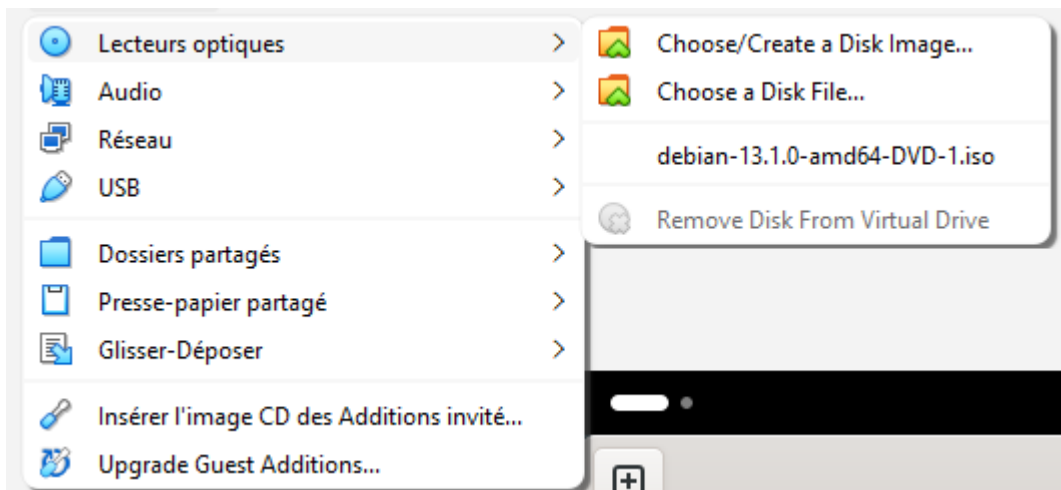 Lecteurs optiques
Audio
Réseau
USB
Dossiers partagés
Presse-papier partagé
Glisser-Déposer
Insérer l'image CD des Additions invité...
Upgrade Guest Additions...
Choose/Create a Disk Image...
Choose a Disk File...
debian-13.1.0-amd64-DVD-1.iso
Remove Disk From Virtual Drive